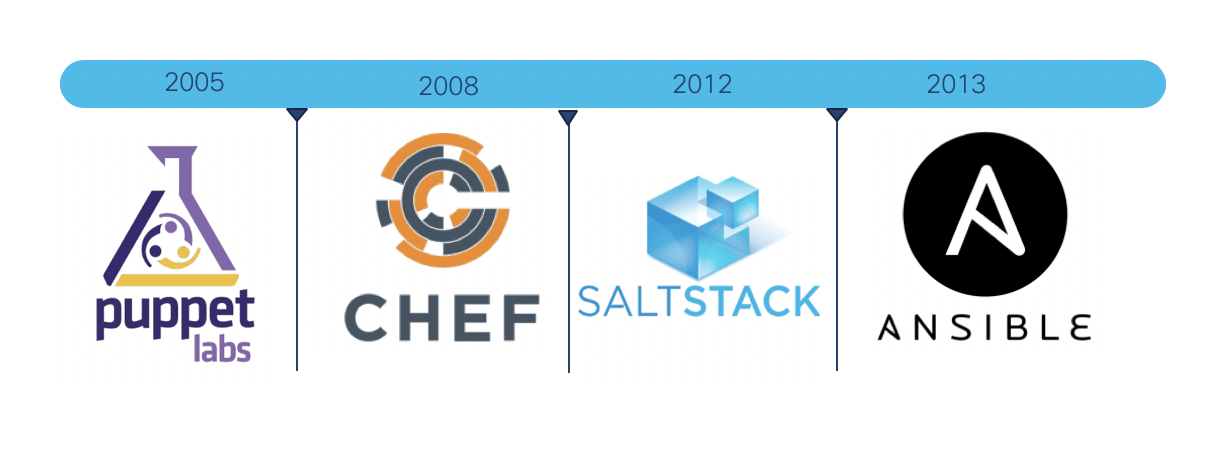 2005
2008
2012
2013
puppet
labs
CHEF
SALTSTACK
ANSIBLE